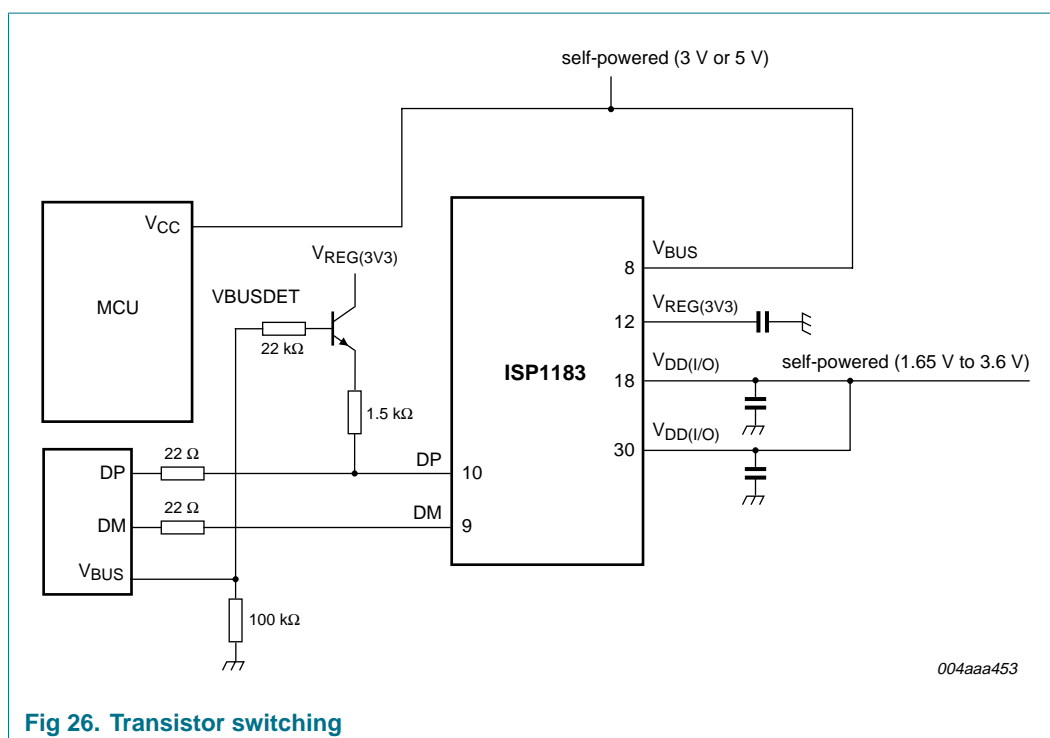 self-powered (3 V or 5 V)
VCC
MCU
VREG(3V3)
VBUSDET
22 kΩ
1.5 kΩ
ISP1183
VBUS
8
VREG(3V3)
12
VDD(I/O)
18
self-powered (1.65 V to 3.6 V)
VDD(I/O)
30
DP
22 Ω
DP
10
DM
22 Ω
DM
9
VBUS
100 kΩ
004aaa453
Fig 26. Transistor switching